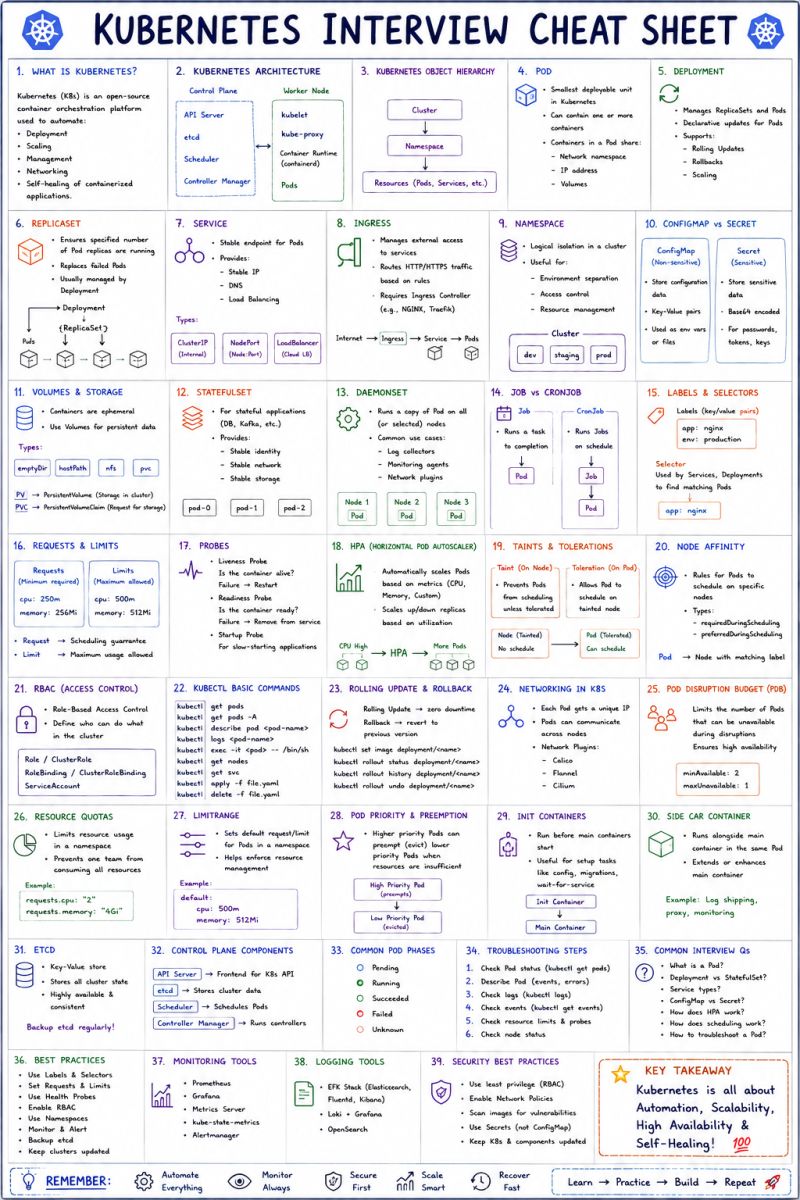 KUBERNETES INTERVIEW CHEAT SHEET
1. WHAT IS KUBERNETES?
Kubernetes (K8s) is an open-source
container orchestration platform
used to automate:
• Deployment
• Scaling
• Management
• Networking
• Self-healing of containerized
applications.
2. KUBERNETES ARCHITECTURE
Control Plane
API Server
etcd
Scheduler
Controller Manager
Worker Node
kubelet
kube-proxy
Container Runtime
(containerd)
Pods
3. KUBERNETES OBJECT HIERARCHY
Cluster
Namespace
Resources (Pods, Services, etc.)
4. POD
• Smallest deployable unit
in Kubernetes
• Can contain one or more
containers
• Containers in a Pod share:
– Network namespace
– IP address
– Volumes
5. DEPLOYMENT
• Manages ReplicaSets and Pods
• Declarative updates for Pods
• Supports:
– Rolling Updates
– Rollbacks
– Scaling
6. REPLICASET
• Ensures specified number
of Pod replicas are running
• Replaces failed Pods
• Usually managed by
Deployment
Deployment
{ReplicaSet}
Pods
7. SERVICE
• Stable endpoint for Pods
• Provides:
– Stable IP
– DNS
– Load Balancing
Types:
ClusterIP
(Internal)
NodePort
(Node:Port)
LoadBalancer
(Cloud LB)
8. INGRESS
• Manages external access
to services
• Routes HTTP/HTTPS traffic
based on rules
• Requires Ingress Controller
(e.g., NGINX, Traefik)
Internet → Ingress → Service → Pods
9. NAMESPACE
• Logical isolation in a cluster
• Useful for:
– Environment separation
– Access control
– Resource management
Cluster
dev staging prod
10. CONFIGMAP vs SECRET
ConfigMap
(Non-sensitive)
• Store configuration
data
• Key-Value pairs
• Used as env vars
or files
Secret
(Sensitive)
• Store sensitive
data
• Base64 encoded
• For passwords,
tokens, keys
11. VOLUMES & STORAGE
• Containers are ephemeral
• Use Volumes for persistent data
Types:
emptyDir hostPath nfs pvc
PV → PersistentVolume (Storage in cluster)
PVC → PersistentVolumeClaim (Request for storage)
12. STATEFULSET
• For stateful applications
(DB, Kafka, etc.)
• Provides:
– Stable identity
– Stable network
– Stable storage
pod-0 pod-1 pod-2
13. DAEMONSET
• Runs a copy of Pod on all
(or selected) nodes
• Common use cases:
– Log collectors
– Monitoring agents
– Network plugins
Node 1 Node 2 Node 3
Pod Pod Pod
14. JOB vs CRONJOB
Job
• Runs a task
to completion
Pod
CronJob
• Runs Jobs
on schedule
Job
Pod
15. LABELS & SELECTORS
Labels (key/value pairs)
app: nginx
env: production
Selector
Used by Services, Deployments
to find matching Pods
app: nginx
16. REQUESTS & LIMITS
Requests
(Minimum required)
cpu: 250m
memory: 256Mi
Limits
(Maximum allowed)
cpu: 500m
memory: 512Mi
• Request → Scheduling guarantee
• Limit → Maximum usage allowed
17. PROBES
• Liveness Probe
Is the container alive?
Failure → Restart
• Readiness Probe
Is the container ready?
Failure → Remove from service
• Startup Probe
For slow-starting applications
18. HPA (HORIZONTAL POD AUTOSCALER)
Automatically scales Pods
based on metrics (CPU,
Memory, Custom)
• Scales up/down replicas
based on utilization
CPU High → HPA → More Pods
19. TAINTS & TOLERATIONS
Taint (On Node)
• Prevents Pods
from scheduling
unless tolerated
Toleration (On Pod)
• Allows Pod to
schedule on
tainted node
Node (Tainted)
No schedule
Pod (Tolerated)
Can schedule
20. NODE AFFINITY
• Rules for Pods to
schedule on specific
nodes
• Types:
– requiredDuringScheduling
– preferredDuringScheduling
Pod → Node with matching label
21. RBAC (ACCESS CONTROL)
• Role-Based Access Control
• Define who can do what
in the cluster
Role / ClusterRole
RoleBinding / ClusterRoleBinding
ServiceAccount
22. KUBECTL BASIC COMMANDS
kubectl get pods
kubectl get pods -A
kubectl describe pod <pod-name>
kubectl logs <pod-name>
kubectl exec -it <pod> -- /bin/sh
kubectl get nodes
kubectl get svc
kubectl apply -f file.yaml
kubectl delete -f file.yaml
23. ROLLING UPDATE & ROLLBACK
Rolling Update → zero downtime
Rollback → revert to
previous version
kubectl set image deployment/<name>
kubectl rollout status deployment/<name>
kubectl rollout history deployment/<name>
kubectl rollout undo deployment/<name>
24. NETWORKING IN K8S
• Each Pod gets a unique IP
• Pods can communicate
across nodes
• Network Plugins:
– Calico
– Flannel
– Cilium
25. POD DISRUPTION BUDGET (PDB)
Limits the number of Pods
that can be unavailable
during disruptions
Ensures high availability
minAvailable: 2
maxUnavailable: 1
26. RESOURCE QUOTAS
• Limits resource usage
in a namespace
• Prevents one team from
consuming all resources
Example:
requests.cpu: "2"
requests.memory: "4Gi"
27. LIMITRANGE
• Sets default request/limit
for Pods in a namespace
• Helps enforce resource
management
Example:
default:
cpu: 500m
memory: 512Mi
28. POD PRIORITY & PREEMPTION
• Higher priority Pods can
preempt (evict) lower
priority Pods when
resources are insufficient
High Priority Pod
(preempts)
Low Priority Pod
(evicted)
29. INIT CONTAINERS
• Run before main containers
start
• Useful for setup tasks
like config, migrations,
wait-for-service
Init Container
Main Container
30. SIDE CAR CONTAINER
• Runs alongside main
container in the same Pod
• Extends or enhances
main container
Example: Log shipping,
proxy, monitoring
31. ETCD
• Key-Value store
• Stores all cluster state
• Highly available &
consistent
Backup etcd regularly!
32. CONTROL PLANE COMPONENTS
API Server → Frontend for K8s API
etcd → Stores cluster data
Scheduler → Schedules Pods
Controller Manager → Runs controllers
33. COMMON POD PHASES
Pending
Running
Succeeded
Failed
Unknown
34. TROUBLESHOOTING STEPS
1. Check Pod status (kubectl get pods)
2. Describe Pod (events, errors)
3. Check logs (kubectl logs)
4. Check events (kubectl get events)
5. Check resource limits & probes
6. Check node status
35. COMMON INTERVIEW Qs
• What is a Pod?
• Deployment vs StatefulSet?
• Service types?
• ConfigMap vs Secret?
• How does HPA work?
• How does scheduling work?
• How to troubleshoot a Pod?
36. BEST PRACTICES
• Use Labels & Selectors
• Set Requests & Limits
• Use Health Probes
• Enable RBAC
• Use Namespaces
• Monitor & Alert
• Backup etcd
• Keep clusters updated
37. MONITORING TOOLS
• Prometheus
• Grafana
• Metrics Server
• kube-state-metrics
• Alertmanager
38. LOGGING TOOLS
• EFK Stack (Elasticsearch,
Fluentd, Kibana)
• Loki + Grafana
• OpenSearch
39. SECURITY BEST PRACTICES
• Use least privilege (RBAC)
• Enable Network Policies
• Scan images for vulnerabilities
• Use Secrets (not ConfigMap)
• Keep K8s & components updated
KEY TAKEAWAY
Kubernetes is all about
Automation, Scalability,
High Availability &
Self-Healing! 100
REMEMBER:
Automate
Everything
Monitor
Always
Secure
First
Scale
Smart
Recover
Fast
Learn → Practice → Build → Repeat